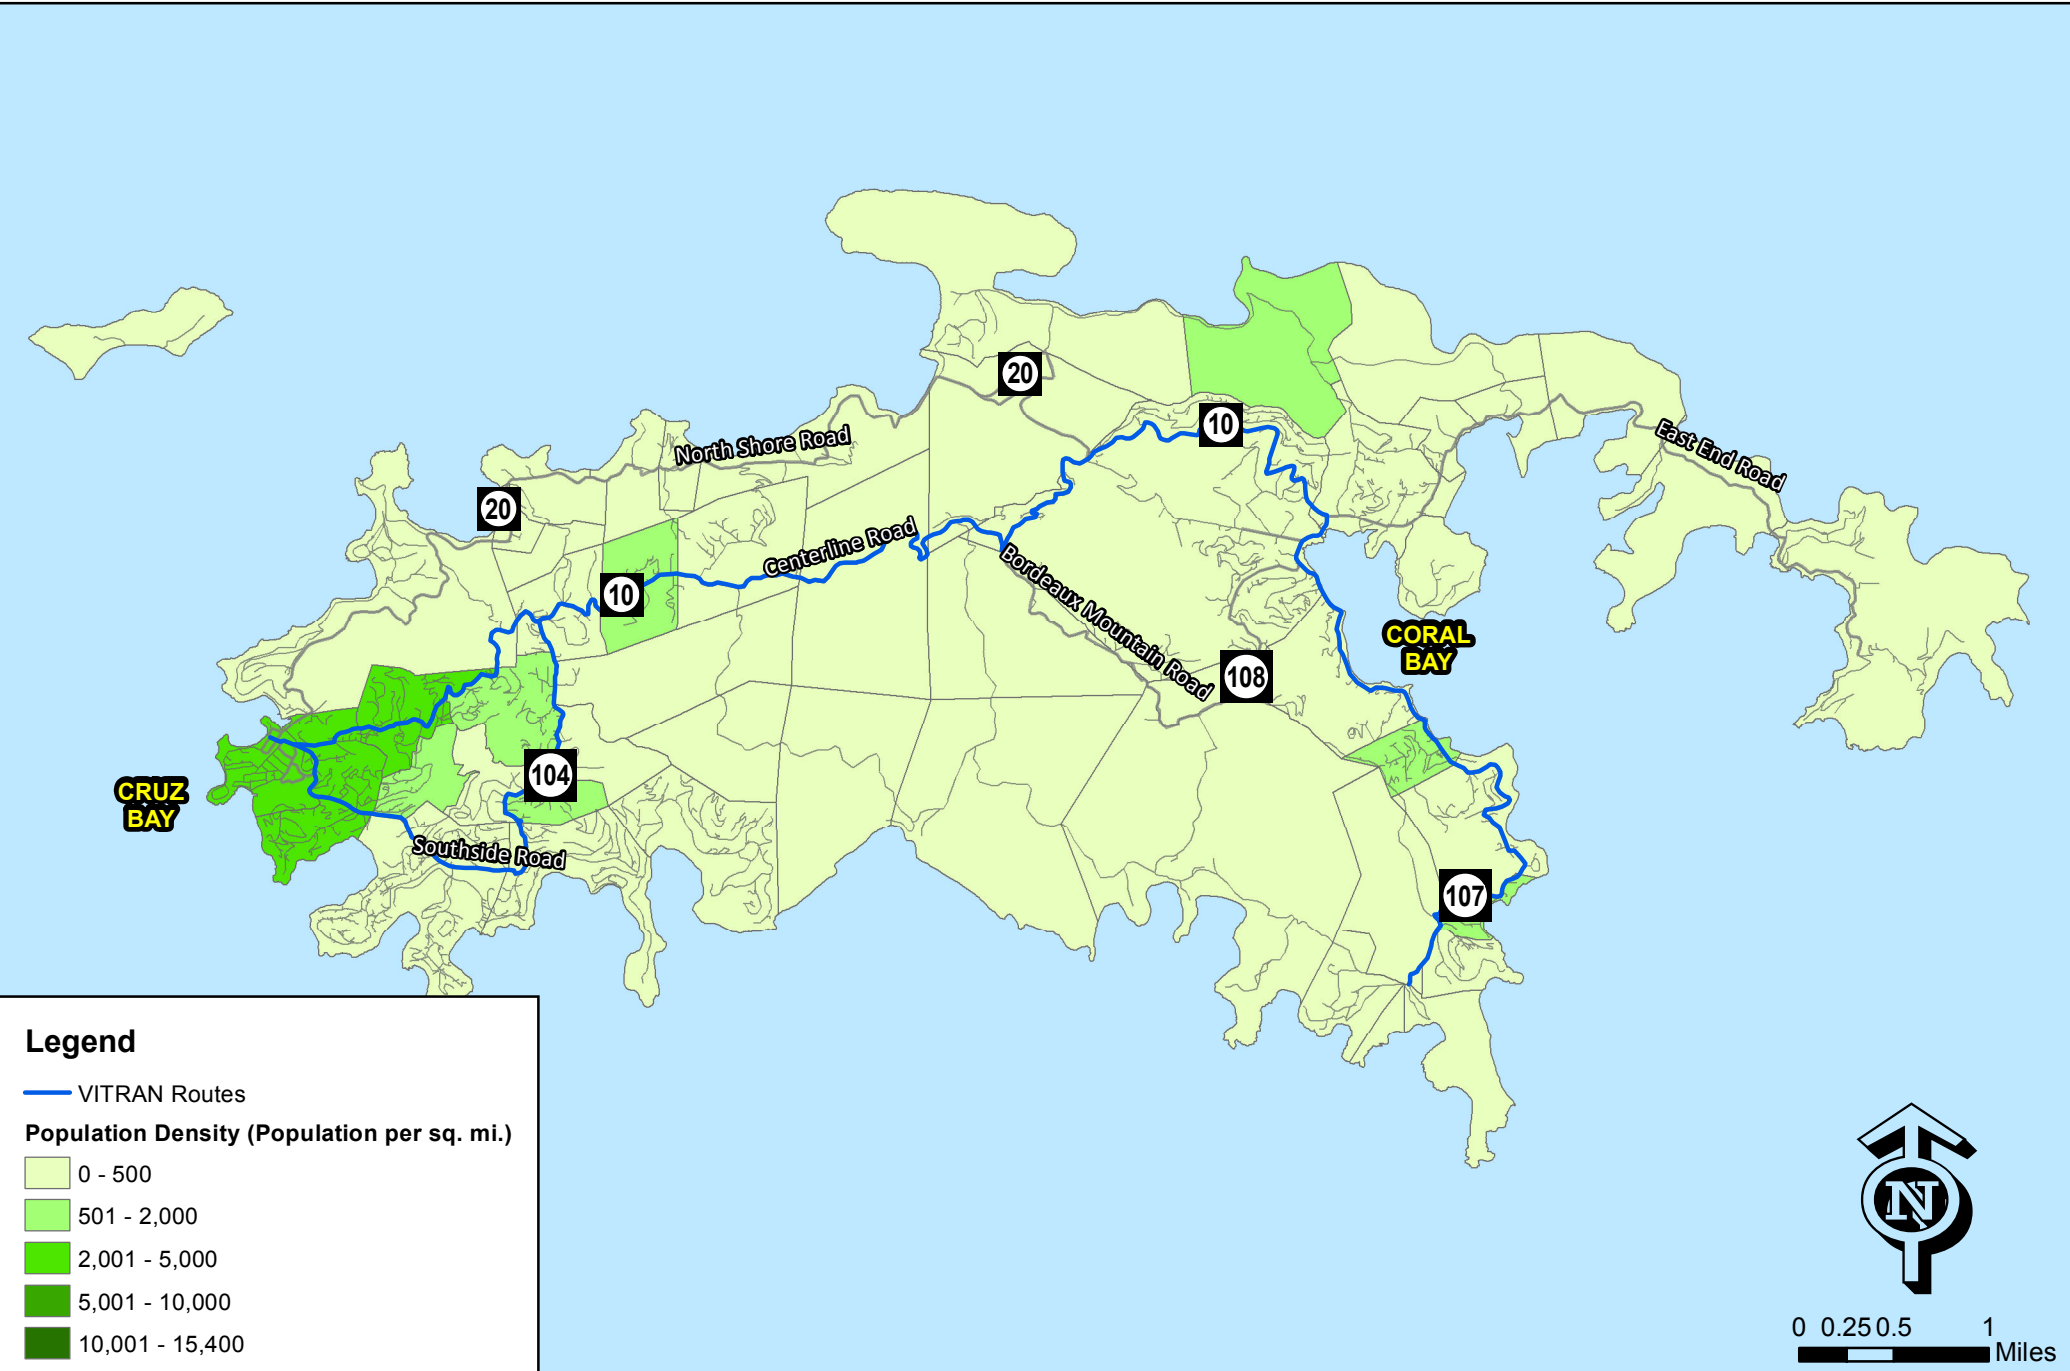 20
10
North Shore Road
East End Road
20
Centerline Road
10
Bordeaux Mountain Road
CORAL
BAY
108
104
CRUZ
BAY
Southside Road
107
Legend
VITRAN Routes
Population Density (Population per sq. mi.)
0 - 500
501 - 2,000
2,001 - 5,000
5,001 - 10,000
10,001 - 15,400
N
0 0.25 0.5 1
Miles